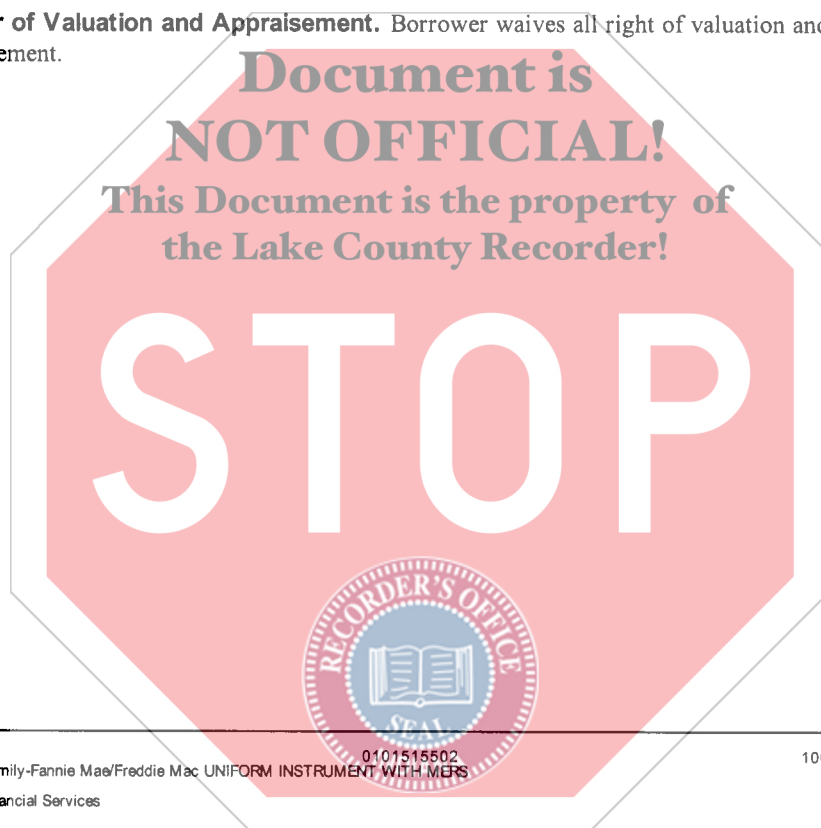 r of Valuation and Appraisement. Borrower waives all right of valuation and
ement.
Document is
NOT OFFICIAL!
This Document is the property of
the Lake County Recorder!
STOP
RECORDER'S OFFICE
SEAL
0101515502
mily-Fannie Mae/Freddie Mac UNIFORM INSTRUMENT WITH MERS
ancial Services